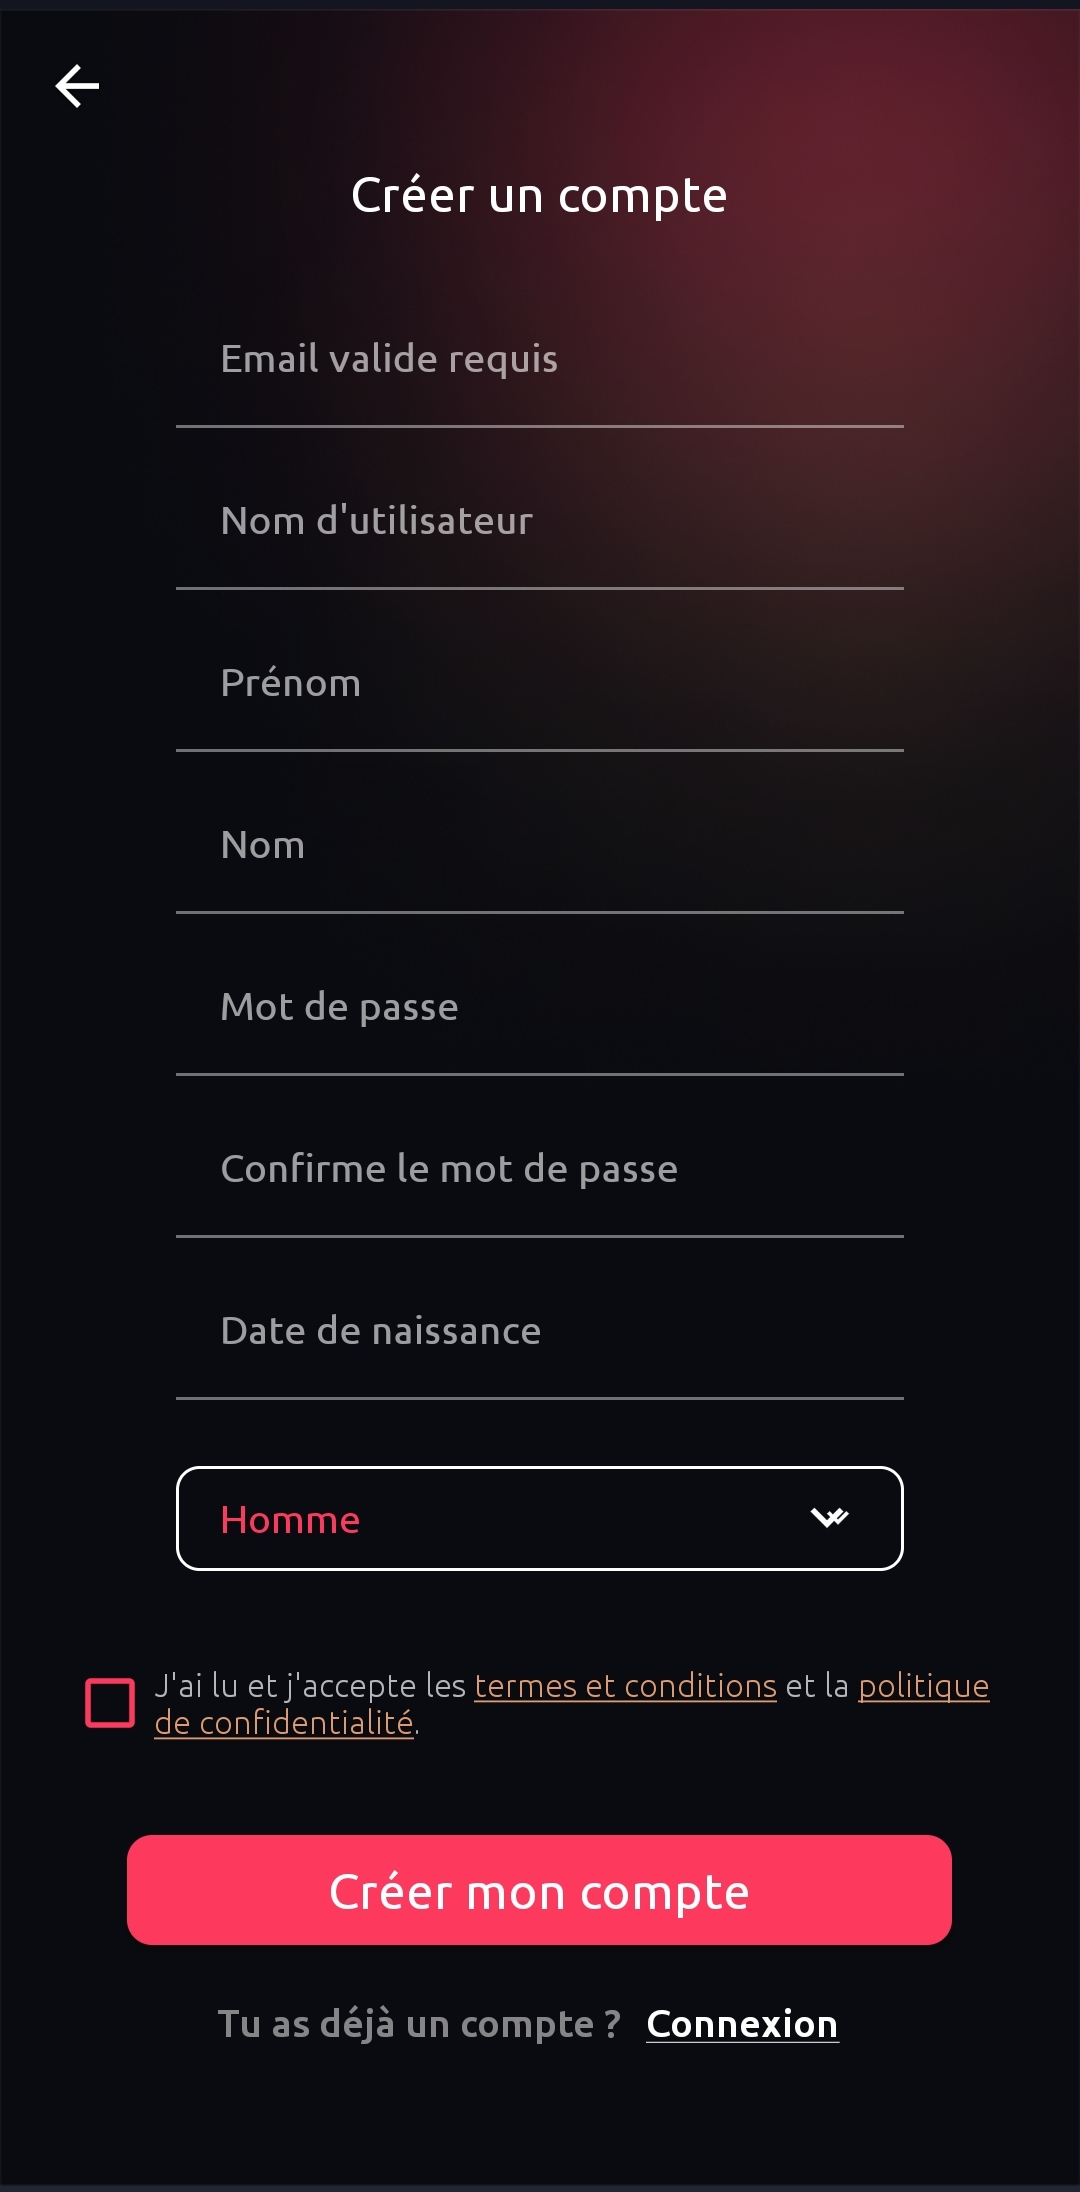 Créer un compte
Email valide requis
Nom d'utilisateur
Prénom
Nom
Mot de passe
Confirme le mot de passe
Date de naissance
Homme
J'ai lu et j'accepte les termes et conditions et la politique
de confidentialité.
Créer mon compte
Tu as déjà un compte ? Connexion